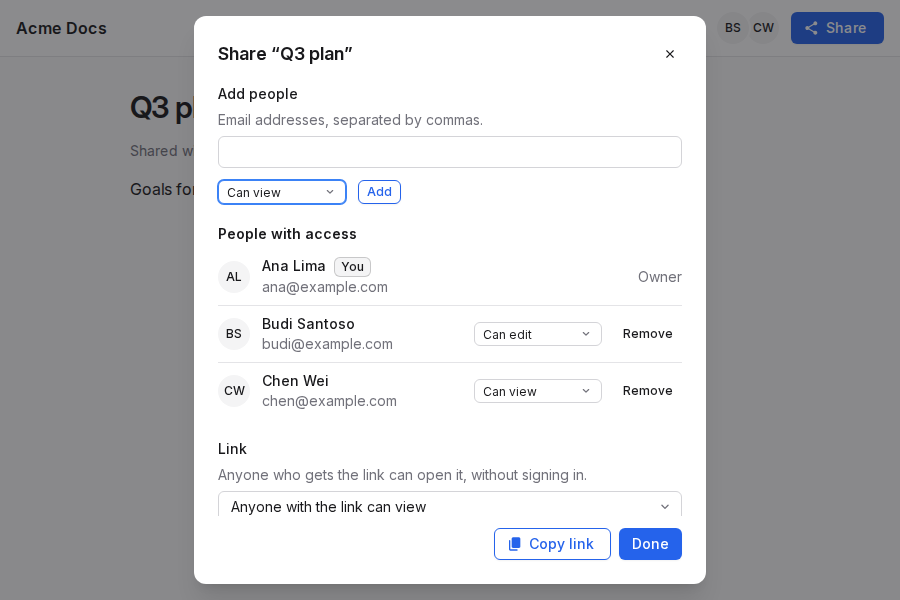 Acme Docs
BS CW Share
Share “Q3 plan”
Q3 p
Shared w
Goals for
Add people
Email addresses, separated by commas.
Can view Add
People with access
AL Ana Lima You
ana@example.com
Owner
BS Budi Santoso
budi@example.com
Can edit Remove
CW Chen Wei
chen@example.com
Can view Remove
Link
Anyone who gets the link can open it, without signing in.
Anyone with the link can view
Copy link Done